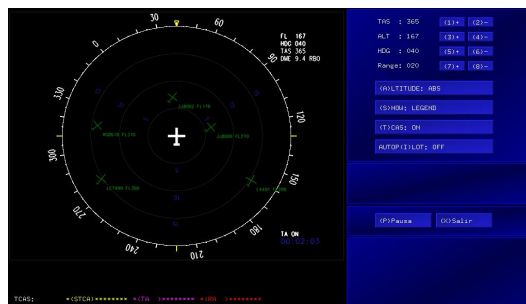 30
60
90
120
150
180
210
240
270
300
330
0
FL 167
HDG 040
TAS 365
DME 9.4 RBO
TA ON
00:02:03
TAS : 365 (1)+ (2)-
ALT : 167 (3)+ (4)-
HDG : 040 (5)+ (6)-
Range: 020 (7)+ (8)-
(A)LTITUDE: ABS
(S)HOW: LEGEND
(T)CAS: ON
AUTOP(I)LOT: OFF
(P)Pausa (X)Salir
TCAS: *(STCA)******** *(TA )******** *(RA )********